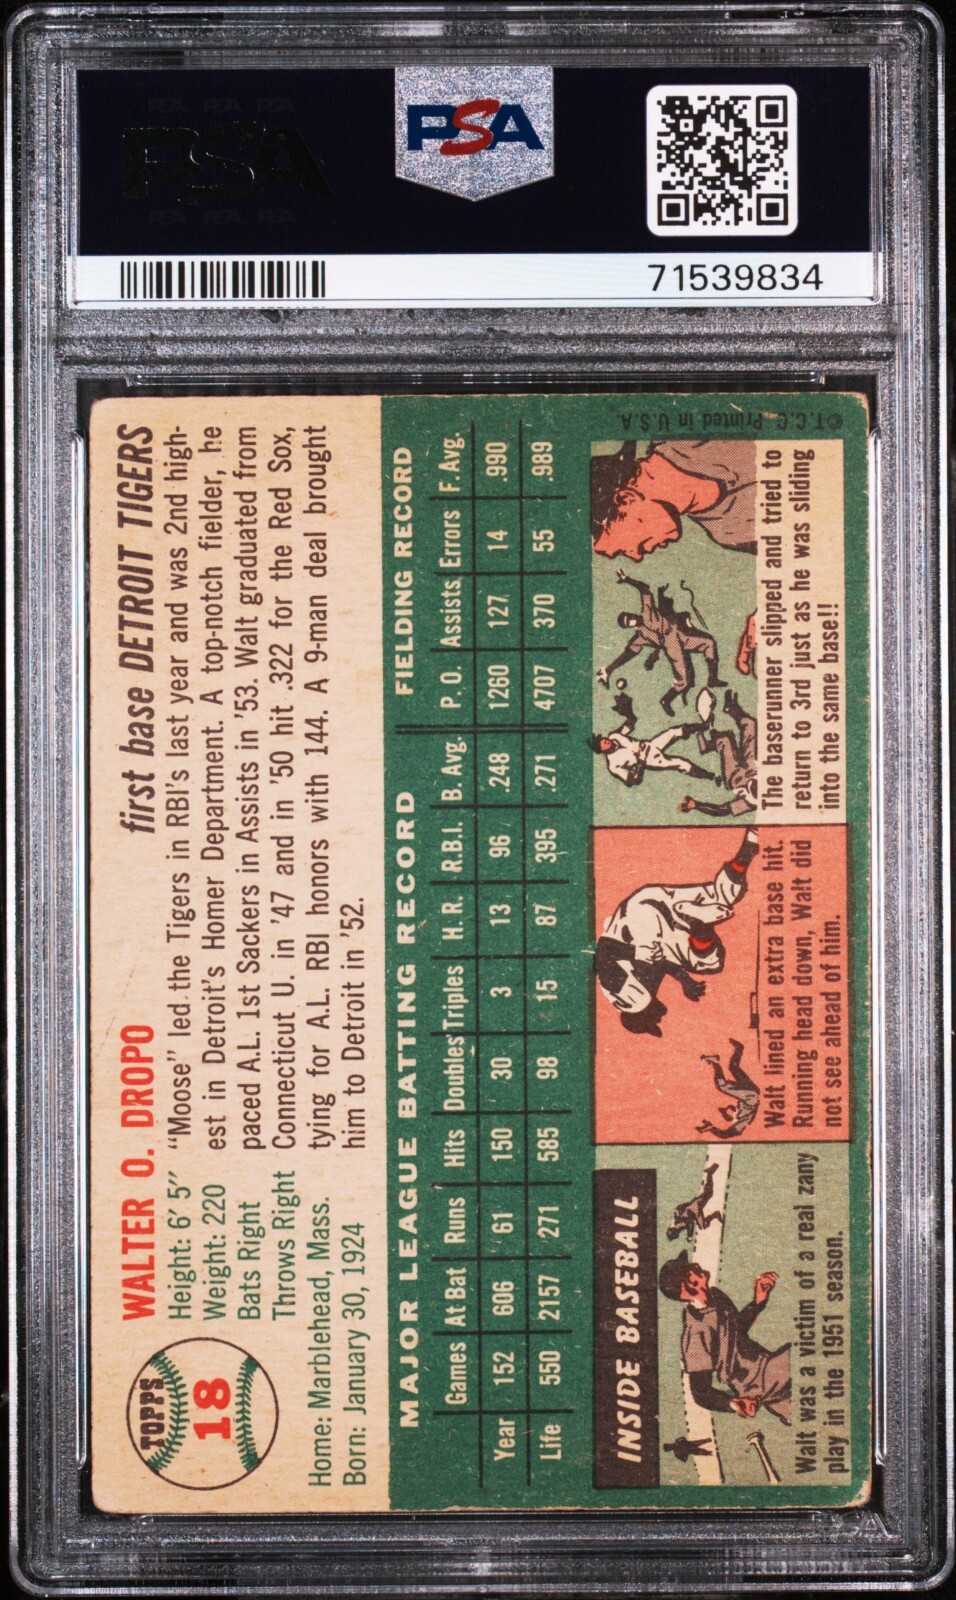 PSA
71539834
TOPPS
18
WALTER O. DROPO
first base DETROIT TIGERS
Height: 6' 5"
Weight: 220
Bats Right
Throws Right
Home: Marblehead, Mass.
Born: January 30, 1924
"Moose" led the Tigers in RBI's last year and was 2nd high-
est in Detroit's Homer Department. A top-notch fielder, he
paced A.L. 1st Sackers in Assists in '53. Walt graduated from
Connecticut U. in '47 and in '50 hit .322 for the Red Sox,
tying for A.L. RBI honors with 144. A 9-man deal brought
him to Detroit in '52.
MAJOR LEAGUE BATTING RECORD FIELDING RECORD
Games At Bat Runs Hits Doubles Triples H. R. R.B.I. B. Avg. P. O. Assists Errors F. Avg.
Year 152 606 61 150 30 3 13 96 .248 1260 127 14 .990
Life 550 2157 271 585 98 15 87 395 .271 4707 370 55 .989
INSIDE BASEBALL
Walt was a victim of a real zany
play in the 1951 season.
Walt lined an extra base hit.
Running head down, Walt did
not see ahead of him.
The baserunner slipped and tried to
return to 3rd just as he was sliding
into the same base!!
©T.C.G. Printed in U.S.A.